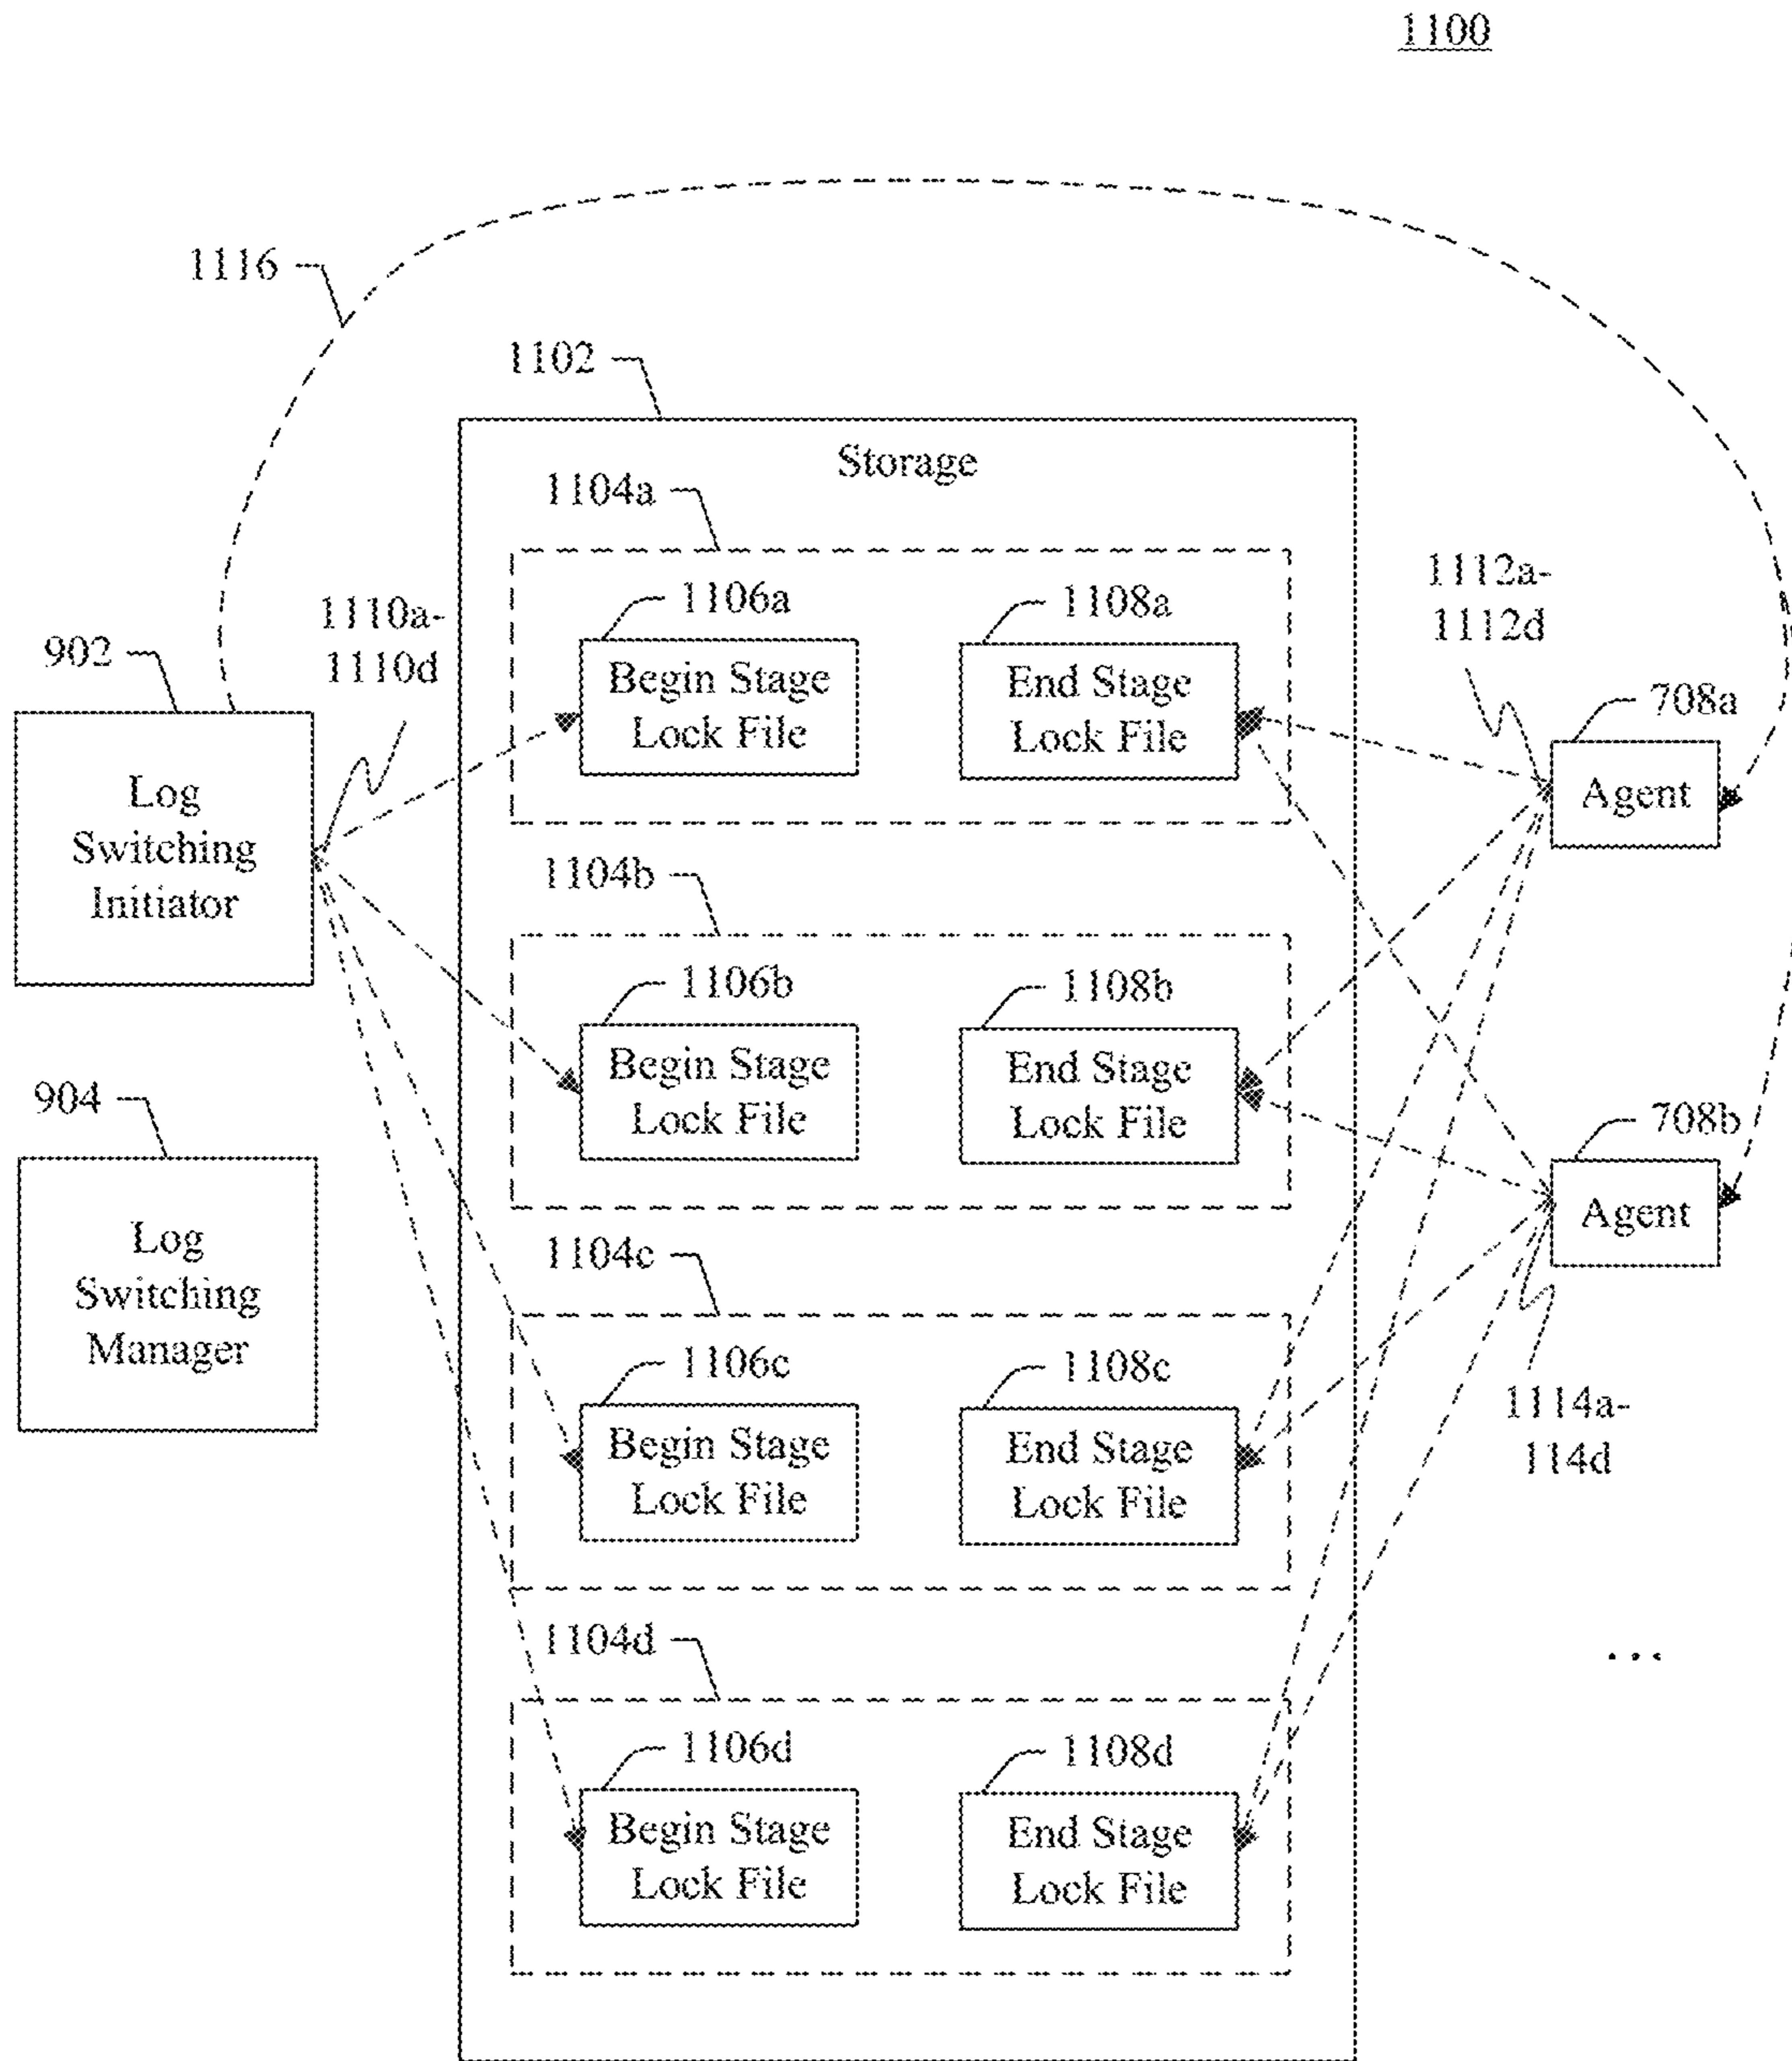 1100
1116
1102
Storage
1104a
1106a
1108a
Begin Stage
Lock File
End Stage
Lock File
1110a-
1110d
1112a-
1112d
902
Log
Switching
Initiator
708a
Agent
1104b
1106b
1108b
Begin Stage
Lock File
End Stage
Lock File
904
Log
Switching
Manager
708b
Agent
1104c
1106c
1108c
Begin Stage
Lock File
End Stage
Lock File
1114a-
114d
1104d
1106d
1108d
Begin Stage
Lock File
End Stage
Lock File
...